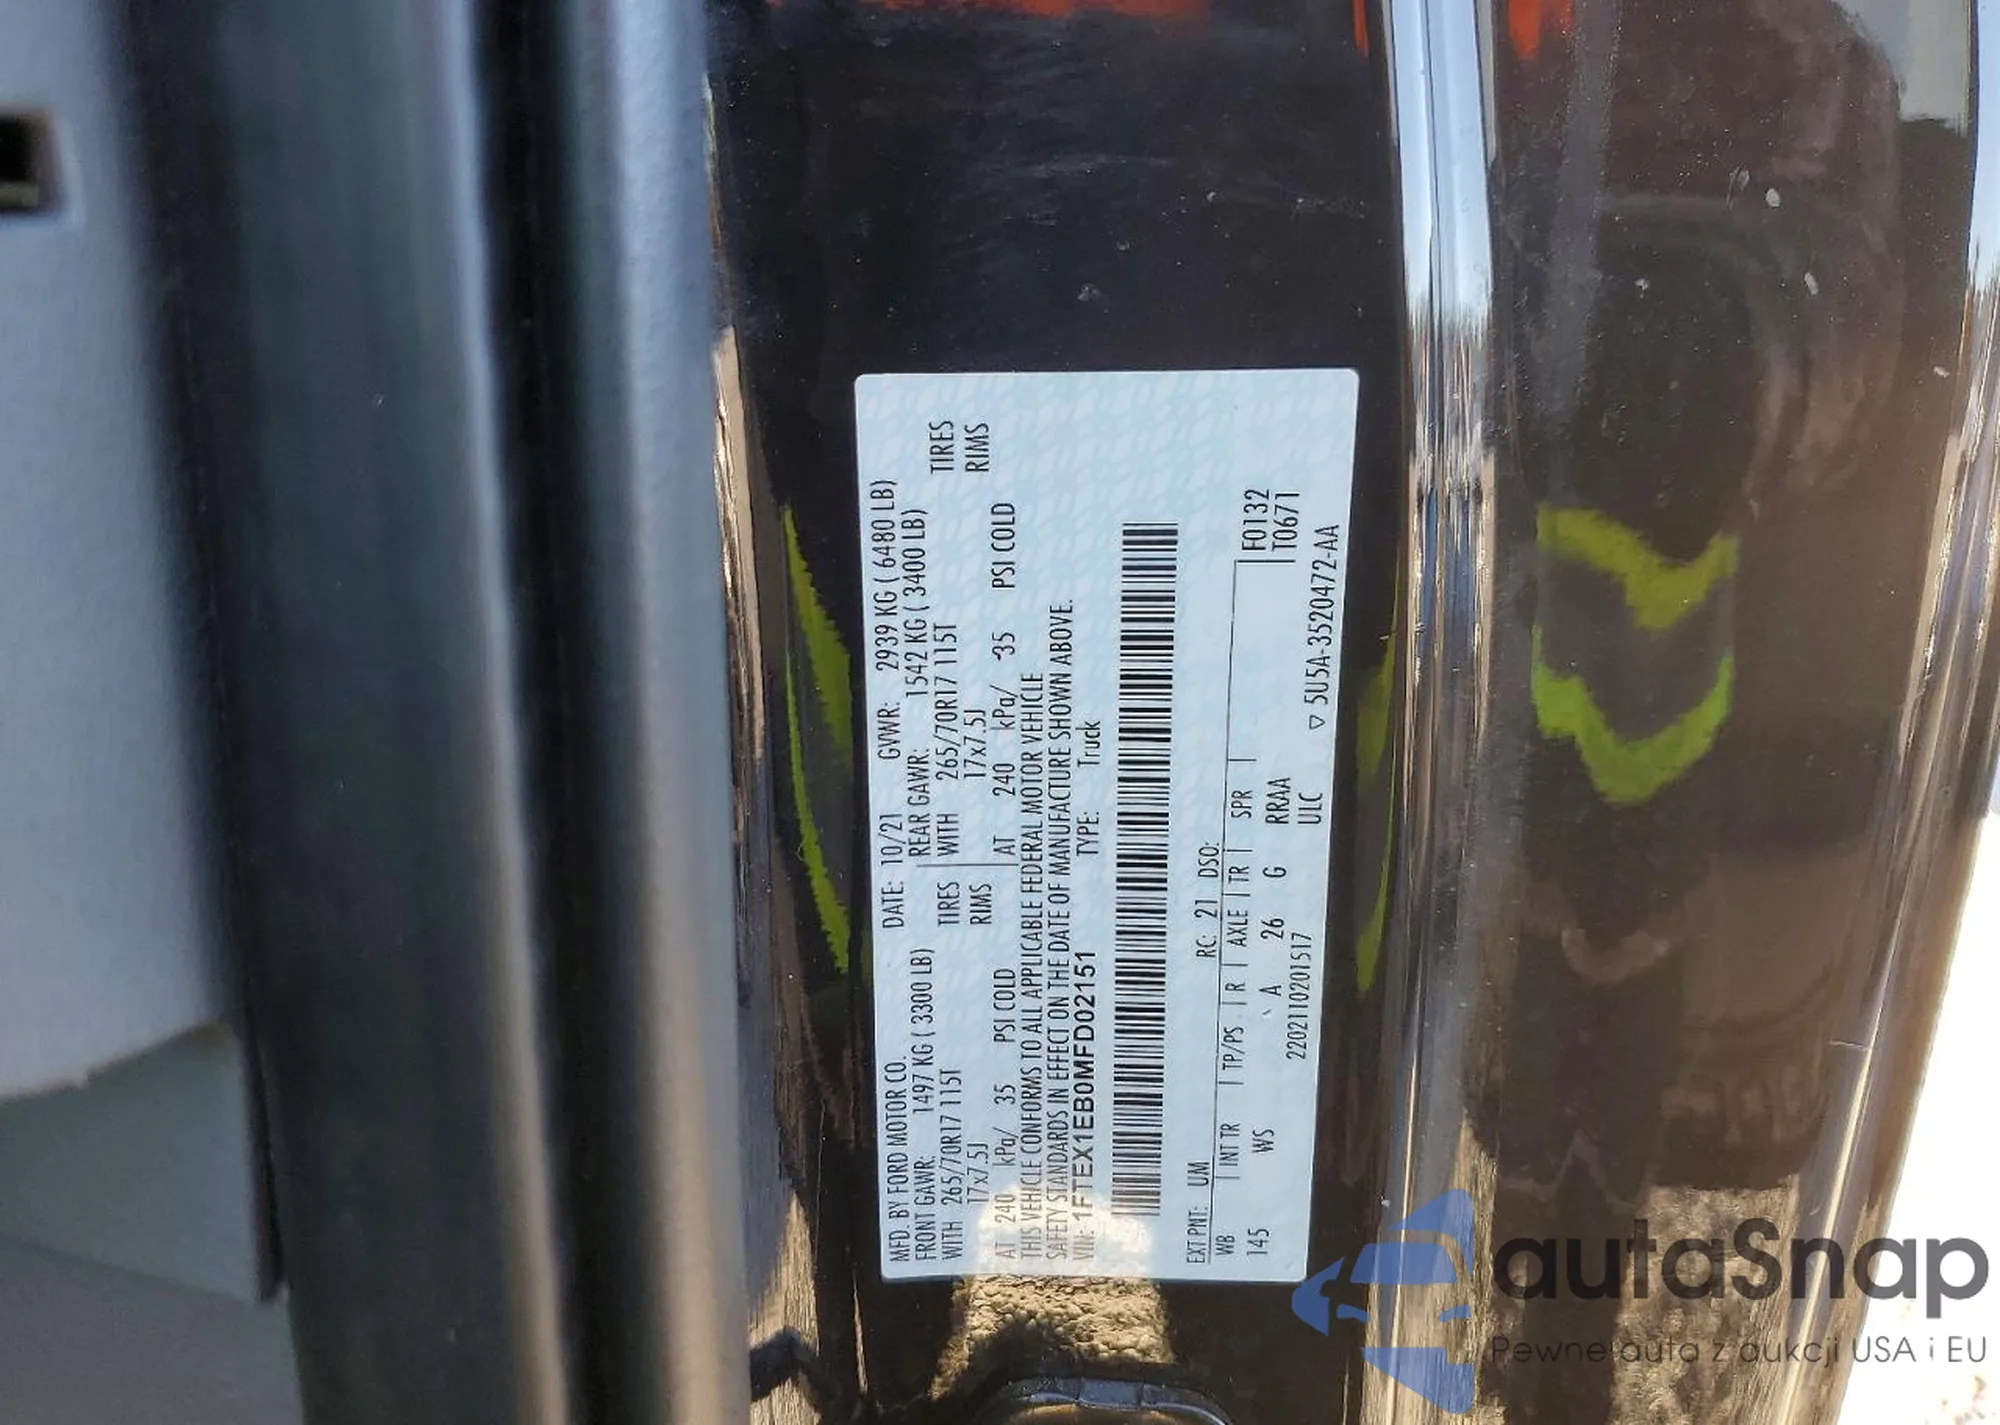 MFD. BY FORD MOTOR CO. DATE: 10/21 GVWR: 2939 KG ( 6480 LB)
FRONT GAWR: 1497 KG ( 3300 LB) REAR GAWR: 1542 KG ( 3400 LB)
WITH 265/70R17 115T TIRES WITH 265/70R17 115T TIRES
17x7.5J RIMS 17x7.5J RIMS
AT 240 kPa/ 35 PSI COLD AT 240 kPa/ 35 PSI COLD
THIS VEHICLE CONFORMS TO ALL APPLICABLE FEDERAL MOTOR VEHICLE
SAFETY STANDARDS IN EFFECT ON THE DATE OF MANUFACTURE SHOWN ABOVE.
VIN: 1FTEX1EB0MFD02151 TYPE: Truck
EXT PNT: UM RC: 21 DSO:
WB | INT TR | TP/PS | R | AXLE | TR | SPR | F0132
145 WS A 26 G RRAA T0671
220211020151​7 ULC ▽ 5U5A-3520472-AA
autaSnap
Pewne auta z aukcji USA i EU